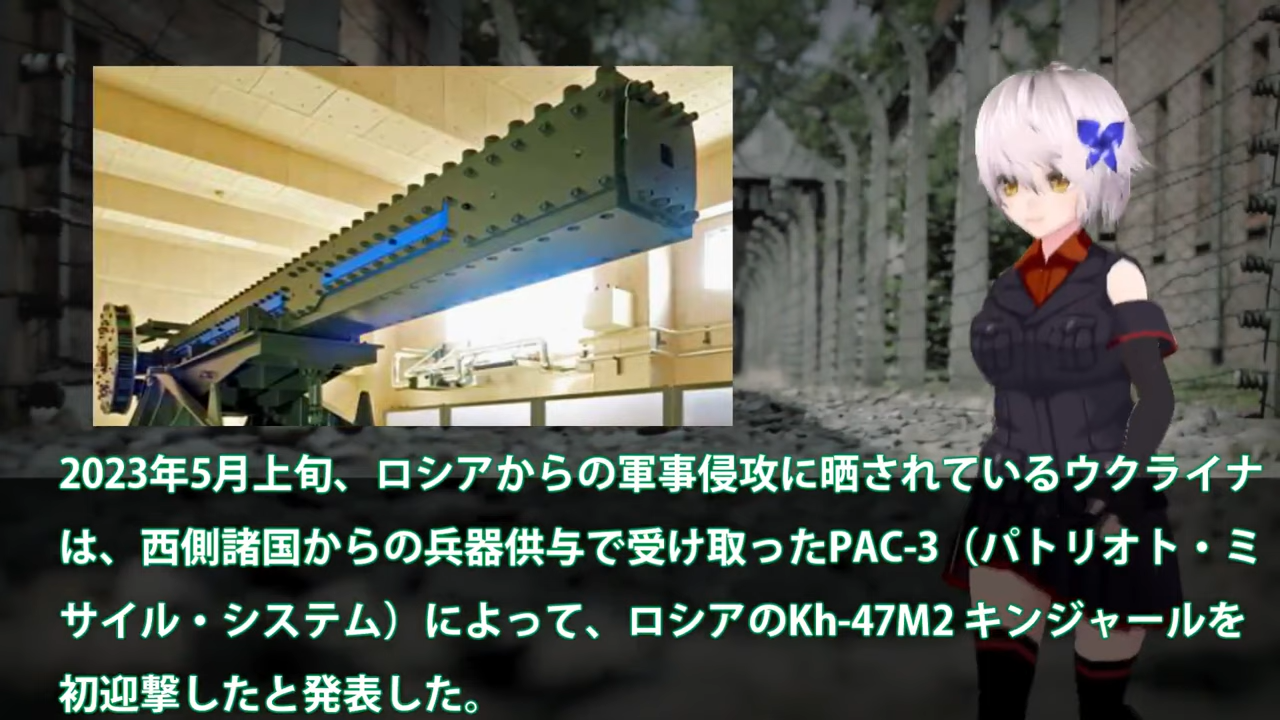 2023年5月上旬、ロシアからの軍事侵攻に晒されているウクライナ
は、西側諸国からの兵器供与で受け取ったPAC-3（パトリオット・ミ
サイル・システム）によって、ロシアのKh-47M2 キンジャールを
初迎撃したと発表した。